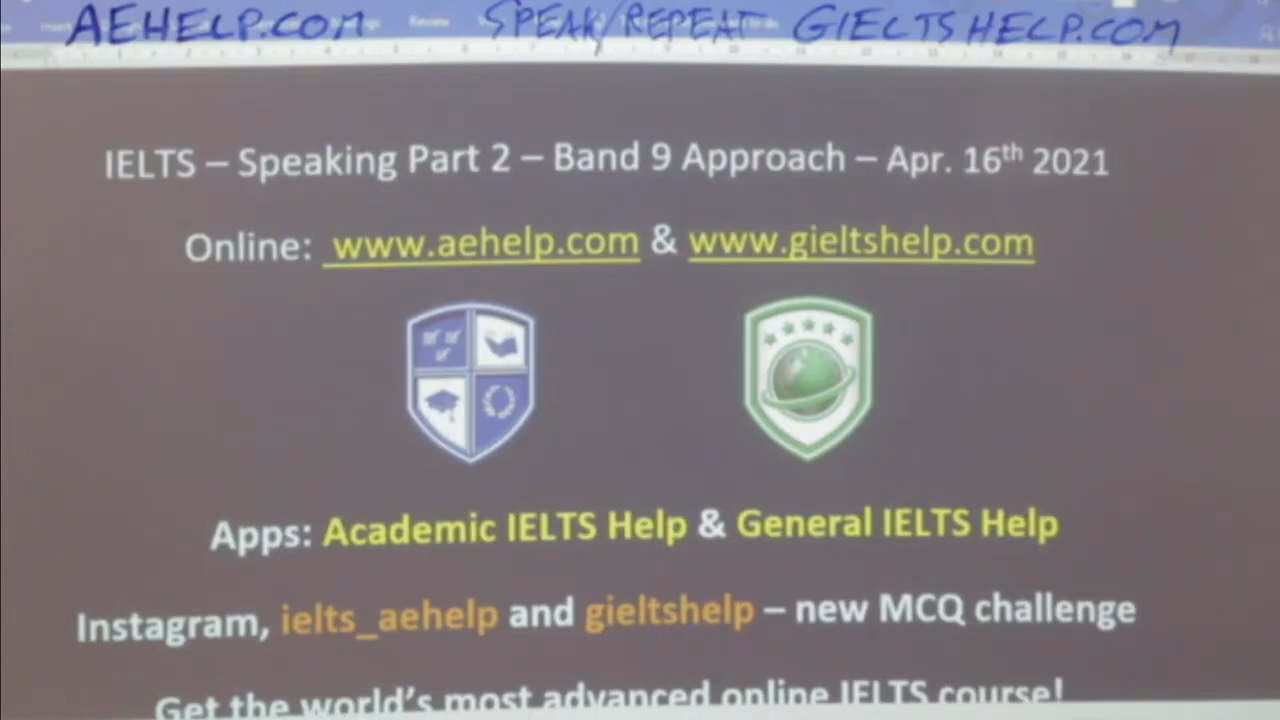 AEHELP.COM SPEAK/REPEAT GIELTSHELP.COM
Review
IELTS – Speaking Part 2 – Band 9 Approach – Apr. 16th 2021
Online: www.aehelp.com & www.gieltshelp.com
Apps: Academic IELTS Help & General IELTS Help
Instagram, ielts_aehelp and gieltshelp – new MCQ challenge
Get the world's most advanced online IELTS course!